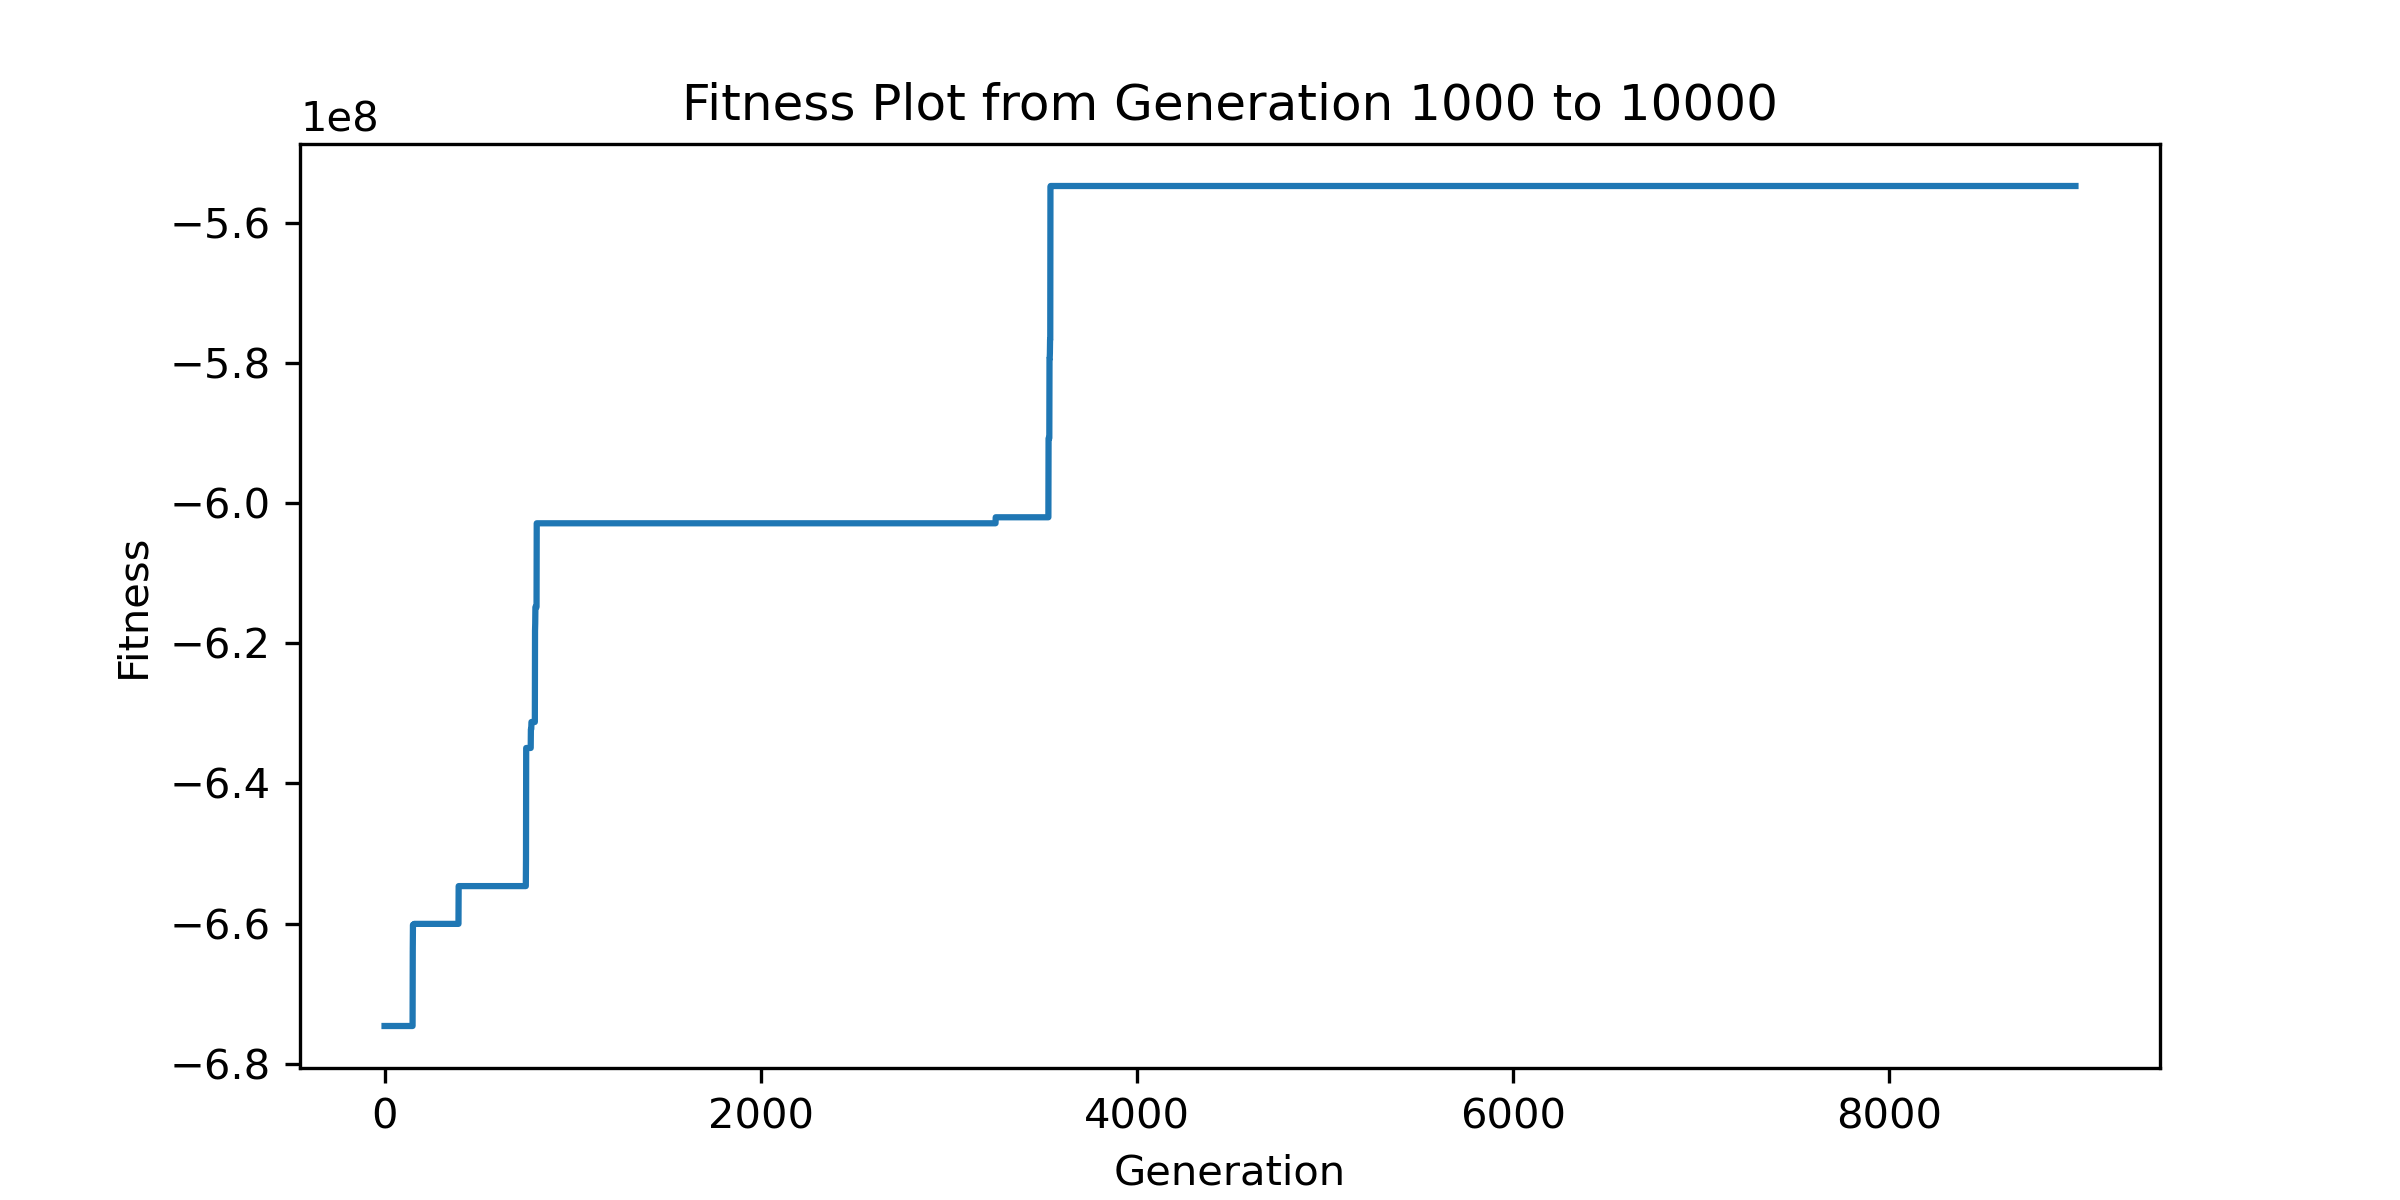 Fitness Plot from Generation 1000 to 10000
1e8
−5.6
−5.8
−6.0
−6.2
−6.4
−6.6
−6.8
Fitness
0 2000 4000 6000 8000
Generation